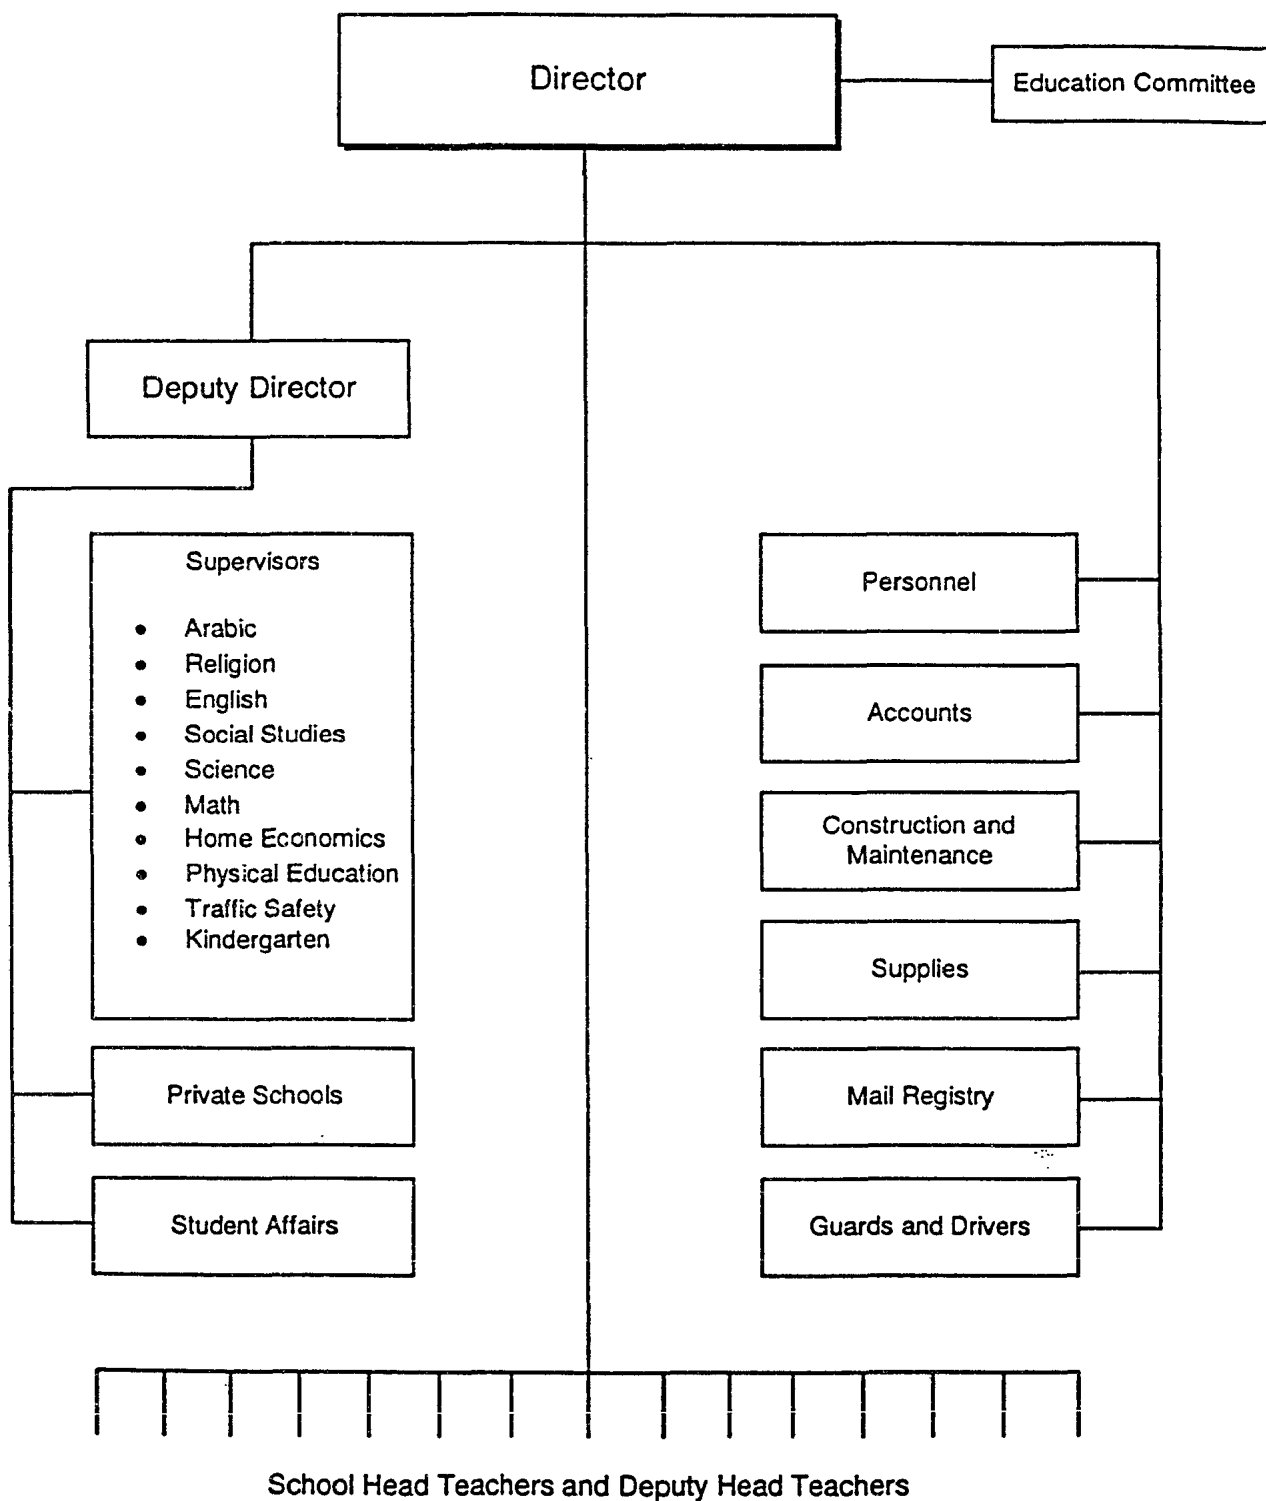 Director
Education Committee
Deputy Director
Supervisors
• Arabic
• Religion
• English
• Social Studies
• Science
• Math
• Home Economics
• Physical Education
• Traffic Safety
• Kindergarten
Private Schools
Student Affairs
Personnel
Accounts
Construction and
Maintenance
Supplies
Mail Registry
Guards and Drivers
School Head Teachers and Deputy Head Teachers